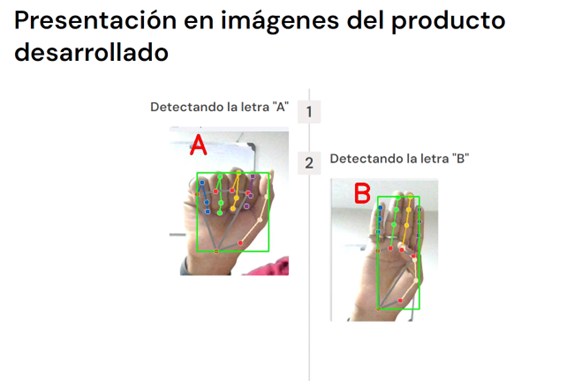 Presentación en imágenes del producto
desarrollado
Detectando la letra "A"
1
A
2
Detectando la letra "B"
B